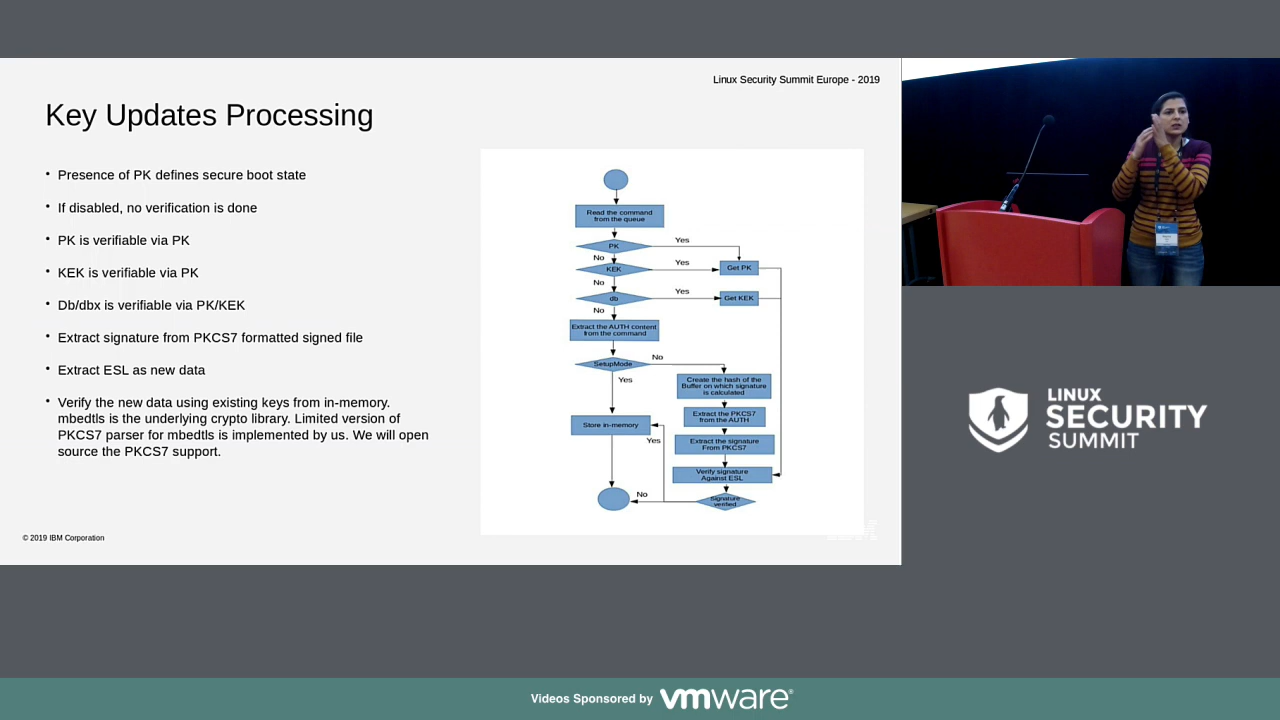 Linux Security Summit Europe - 2019
Key Updates Processing
• Presence of PK defines secure boot state
• If disabled, no verification is done
• PK is verifiable via PK
• KEK is verifiable via PK
• Db/dbx is verifiable via PK/KEK
• Extract signature from PKCS7 formatted signed file
• Extract ESL as new data
• Verify the new data using existing keys from in-memory.
mbedtls is the underlying crypto library. Limited version of
PKCS7 parser for mbedtls is implemented by us. We will open
source the PKCS7 support.
Read the command
from the queue
PK
Yes
No
KEK
Yes
Get PK
No
db
Yes
Get KEK
No
Extract the AUTH content
from the command
SetupMode
No
Yes
Create the hash of the
Buffer on which signature
is calculated
Extract the PKCS7
from the AUTH
Store in-memory
Yes
Extract the signature
From PKCS7
Verify signature
Against ESL
Signature
verified
No
© 2019 IBM Corporation
LINUX
SECURITY
SUMMIT
Videos Sponsored by vmware®